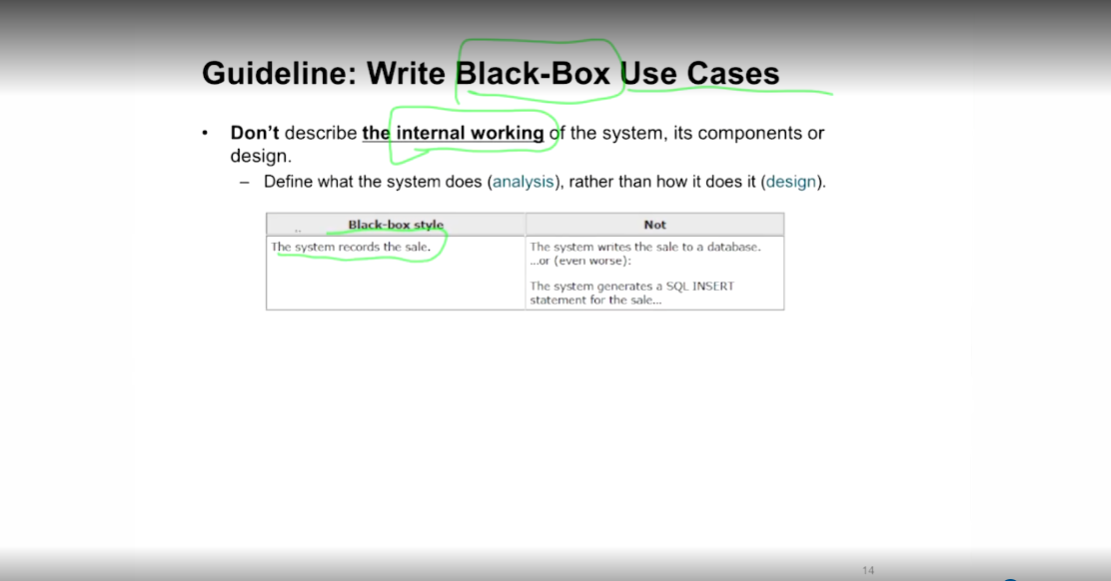 Guideline: Write Black-Box Use Cases
• Don't describe the internal working of the system, its components or
design.
– Define what the system does (analysis), rather than how it does it (design).
Black-box style Not
The system records the sale. The system writes the sale to a database.
...or (even worse):
The system generates a SQL INSERT
statement for the sale...
14